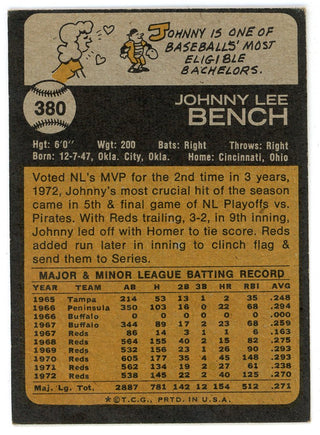 JOHNNY IS ONE OF
BASEBALLS' MOST
ELIGIBLE
BACHELORS.
380
JOHNNY LEE
BENCH
Hgt: 6'0" Wgt: 200 Bats: Right Throws: Right
Born: 12-7-47, Okla. City, Okla. Home: Cincinnati, Ohio
Voted NL's MVP for the 2nd time in 3 years,
1972, Johnny's most crucial hit of the season
came in 5th & final game of NL Playoffs vs.
Pirates. With Reds trailing, 3-2, in 9th Inning,
Johnny led off with Homer to tie score. Reds
added run later in inning to clinch flag &
send them to Series.
MAJOR & MINOR LEAGUE BATTING RECORD
YEAR TEAM AB H 2B 3B HR RBI AVG
1965 Tampa 214 53 13 1 2 35 .248
1966 Peninsula 350 103 16 0 22 68 .294
1966 Buffalo 0 0 0 0 0 0 .000
1967 Buffalo 344 89 17 2 23 68 .259
1967 Reds 86 14 3 1 1 6 .163
1968 Reds 564 155 40 2 15 82 .275
1969 Reds 532 156 23 1 26 90 .293
1970 Reds 605 177 35 4 45 148 .293
1971 Reds 562 134 19 2 27 61 .238
1972 Reds 538 145 22 2 40 125 .270
Maj. Lg. Tot. 2887 781 142 12 154 512 .271
★ ©T.C.G., PRTD. IN U.S.A.